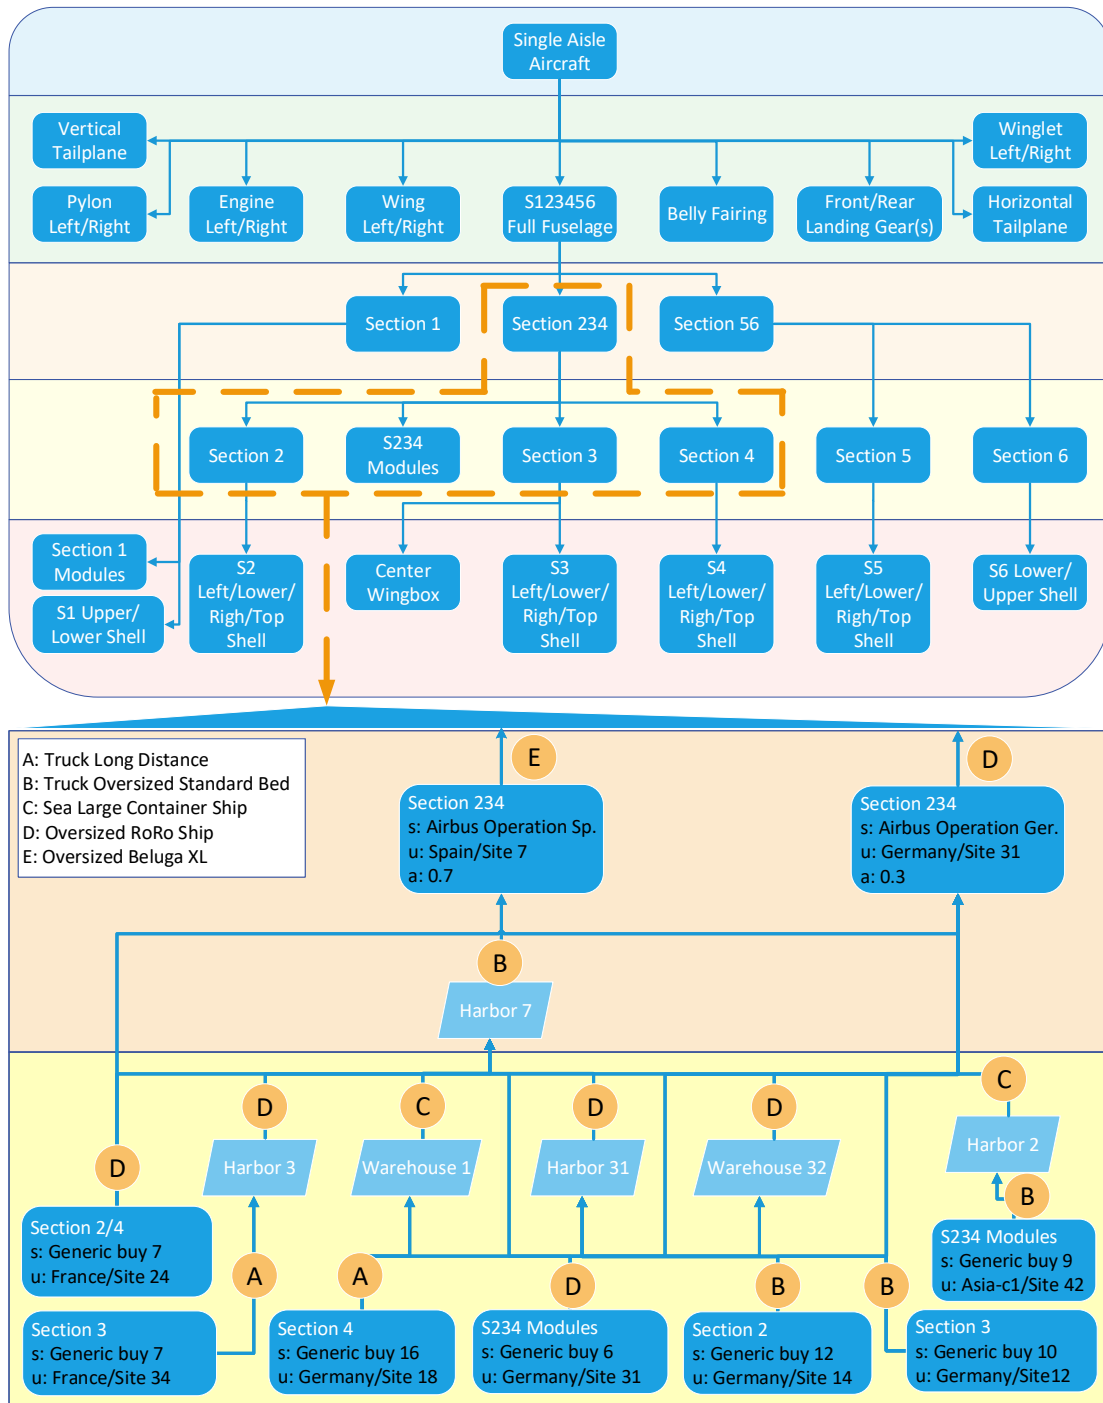 Single Aisle
Aircraft
Vertical
Tailplane
Winglet
Left/Right
Pylon
Left/Right
Engine
Left/Right
Wing
Left/Right
S123456
Full Fuselage
Belly Fairing
Front/Rear
Landing Gear(s)
Horizontal
Tailplane
Section 1
Section 234
Section 56
Section 2
S234
Modules
Section 3
Section 4
Section 5
Section 6
Section 1
Modules
S1 Upper/
Lower Shell
S2
Left/Lower/
Righ/Top
Shell
Center
Wingbox
S3
Left/Lower/
Righ/Top
Shell
S4
Left/Lower/
Righ/Top
Shell
S5
Left/Lower/
Righ/Top
Shell
S6 Lower/
Upper Shell
A: Truck Long Distance
B: Truck Oversized Standard Bed
C: Sea Large Container Ship
D: Oversized RoRo Ship
E: Oversized Beluga XL
E
D
Section 234
s: Airbus Operation Sp.
u: Spain/Site 7
a: 0.7
Section 234
s: Airbus Operation Ger.
u: Germany/Site 31
a: 0.3
B
Harbor 7
D
C
D
D
C
D
Harbor 3
Warehouse 1
Harbor 31
Warehouse 32
Harbor 2
B
Section 2/4
s: Generic buy 7
u: France/Site 24
S234 Modules
s: Generic buy 9
u: Asia-c1/Site 42
A
A
D
B
B
Section 3
s: Generic buy 7
u: France/Site 34
Section 4
s: Generic buy 16
u: Germany/Site 18
S234 Modules
s: Generic buy 6
u: Germany/Site 31
Section 2
s: Generic buy 12
u: Germany/Site 14
Section 3
s: Generic buy 10
u: Germany/Site12